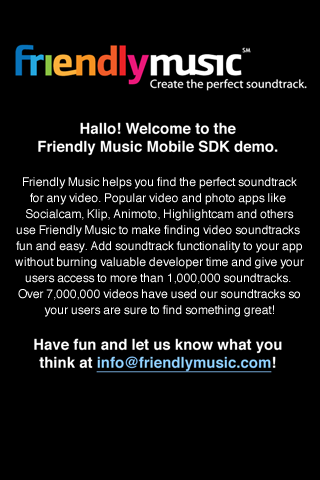 friendlymusic℠
Create the perfect soundtrack.
Hallo! Welcome to the
Friendly Music Mobile SDK demo.
Friendly Music helps you find the perfect soundtrack
for any video. Popular video and photo apps like
Socialcam, Klip, Animoto, Highlightcam and others
use Friendly Music to make finding video soundtracks
fun and easy. Add soundtrack functionality to your app
without burning valuable developer time and give your
users access to more than 1,000,000 soundtracks.
Over 7,000,000 videos have used our soundtracks so
your users are sure to find something great!
Have fun and let us know what you
think at info@friendlymusic.com!